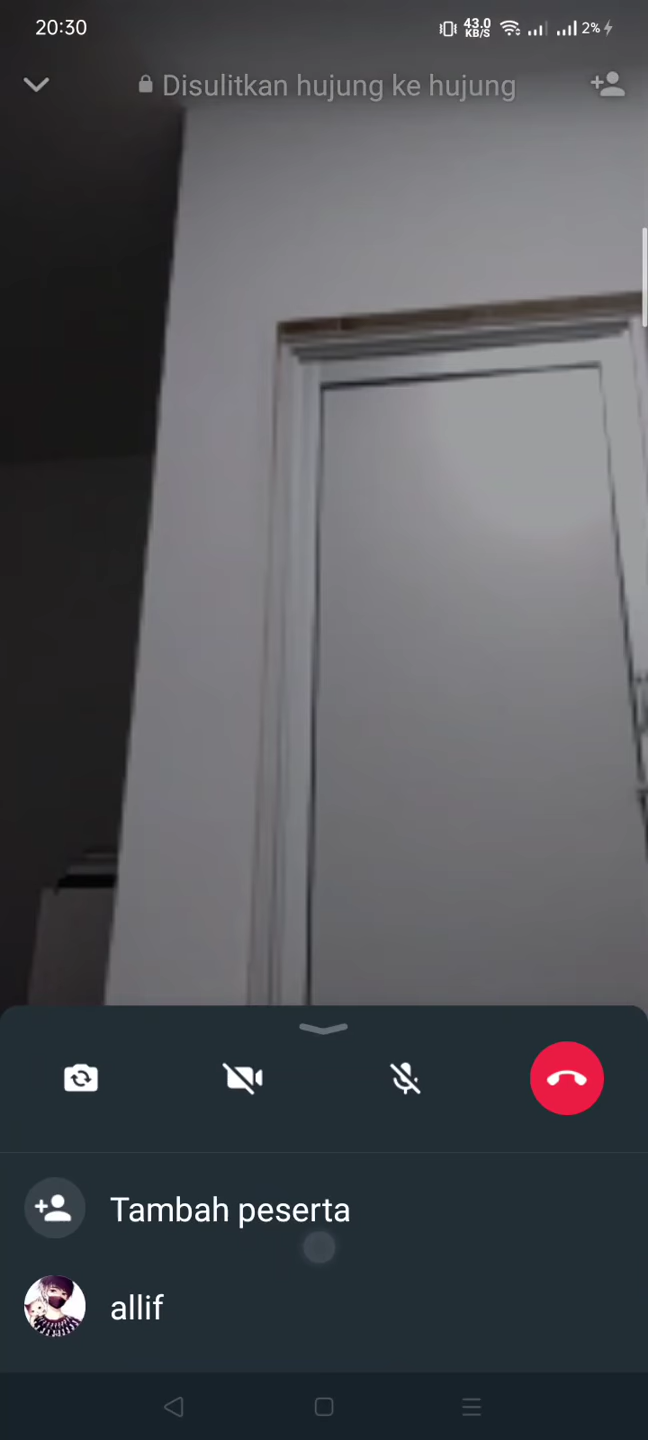 20:30
43.0
KB/S
2%
Disulitkan hujung ke hujung
Tambah peserta
allif